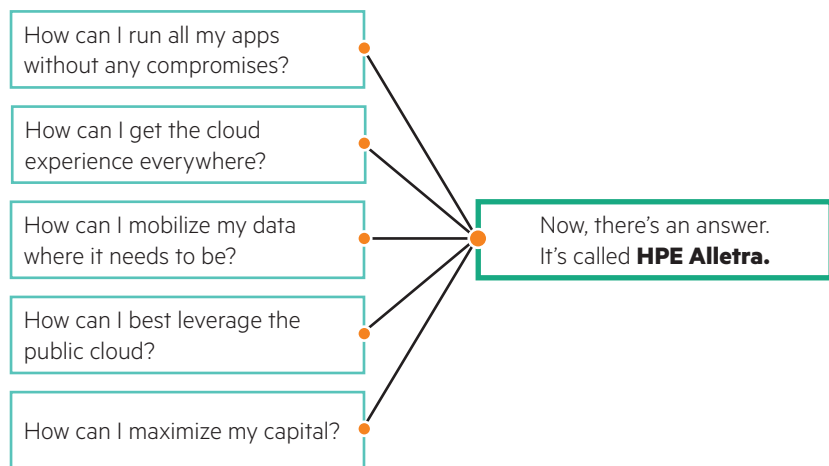 How can I run all my apps
without any compromises?
How can I get the cloud
experience everywhere?
How can I mobilize my data
where it needs to be?
How can I best leverage the
public cloud?
How can I maximize my capital?
Now, there’s an answer.
It’s called HPE Alletra.